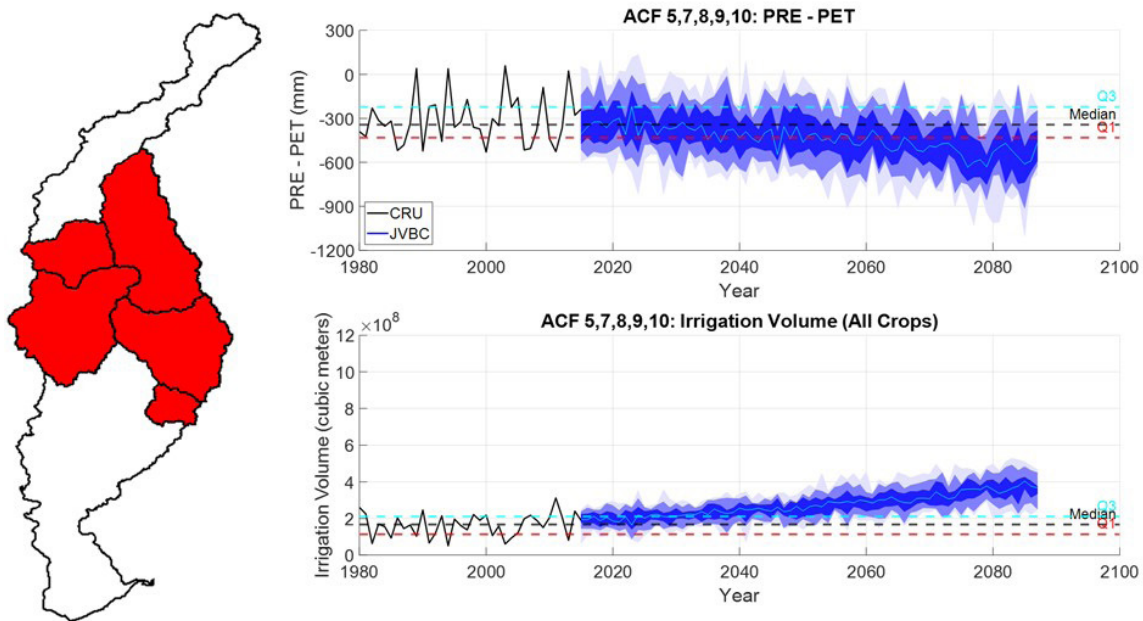 ACF 5,7,8,9,10: PRE - PET
PRE - PET (mm)
300
0
-300
-600
-900
-1200
Q3
Median
Q1
CRU
JVBC
1980 2000 2020 2040 2060 2080 2100
Year
ACF 5,7,8,9,10: Irrigation Volume (All Crops)
×10⁸
Irrigation Volume (cubic meters)
12
10
8
6
4
2
0
Q3
Median
Q1
1980 2000 2020 2040 2060 2080 2100
Year